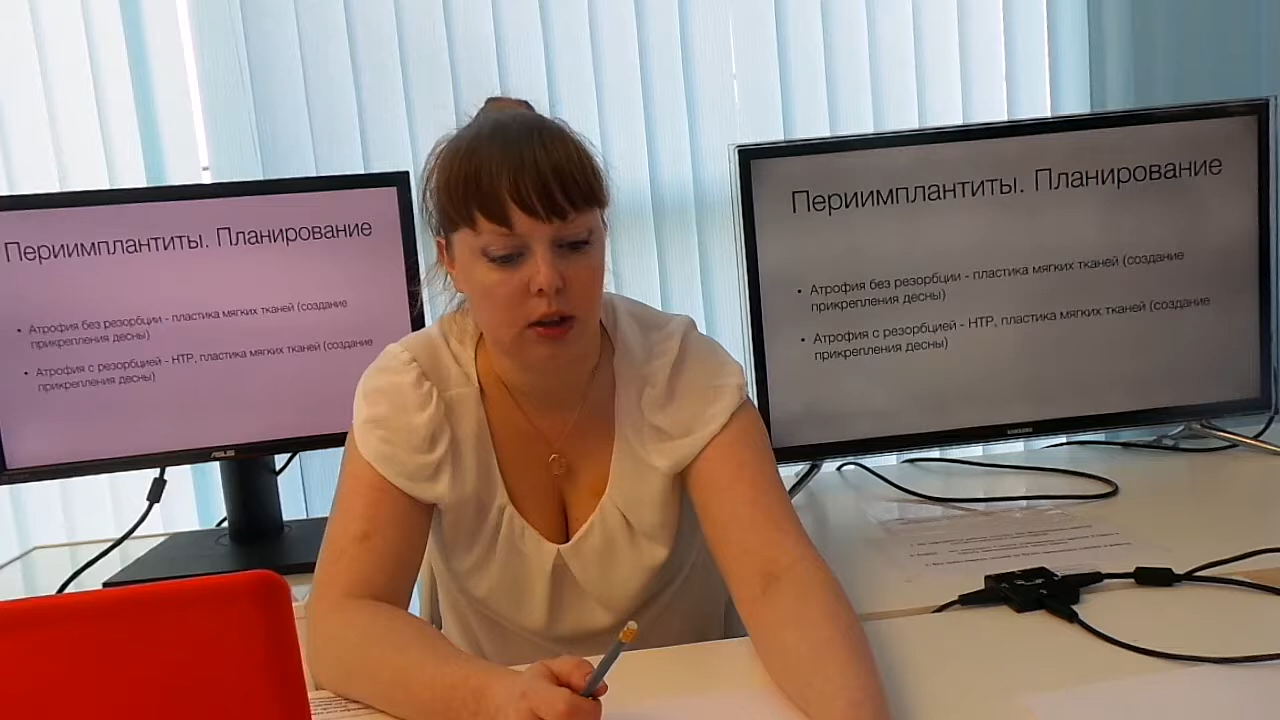 Периимплантиты. Планирование
• Атрофия без резорбции - пластика мягких тканей (создание
прикрепления десны)
• Атрофия с резорбцией - НТР, пластика мягких тканей (создание
прикрепления десны)
ASUS
Периимплантиты. Планирование
• Атрофия без резорбции - пластика мягких тканей (создание
прикрепления десны)
• Атрофия с резорбцией - НТР, пластика мягких тканей (создание
прикрепления десны)
SAMSUNG